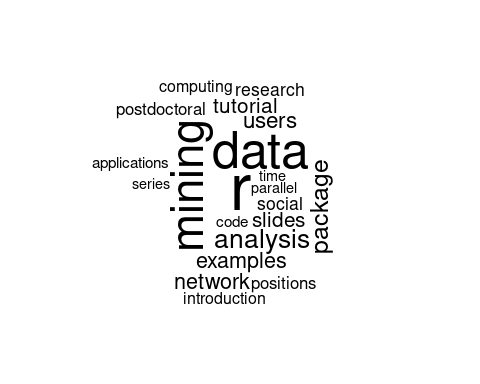 computing research
postdoctoral tutorial
users
mining
data
applications
time
series
r
parallel
package
social
code slides
analysis
examples
network positions
introduction